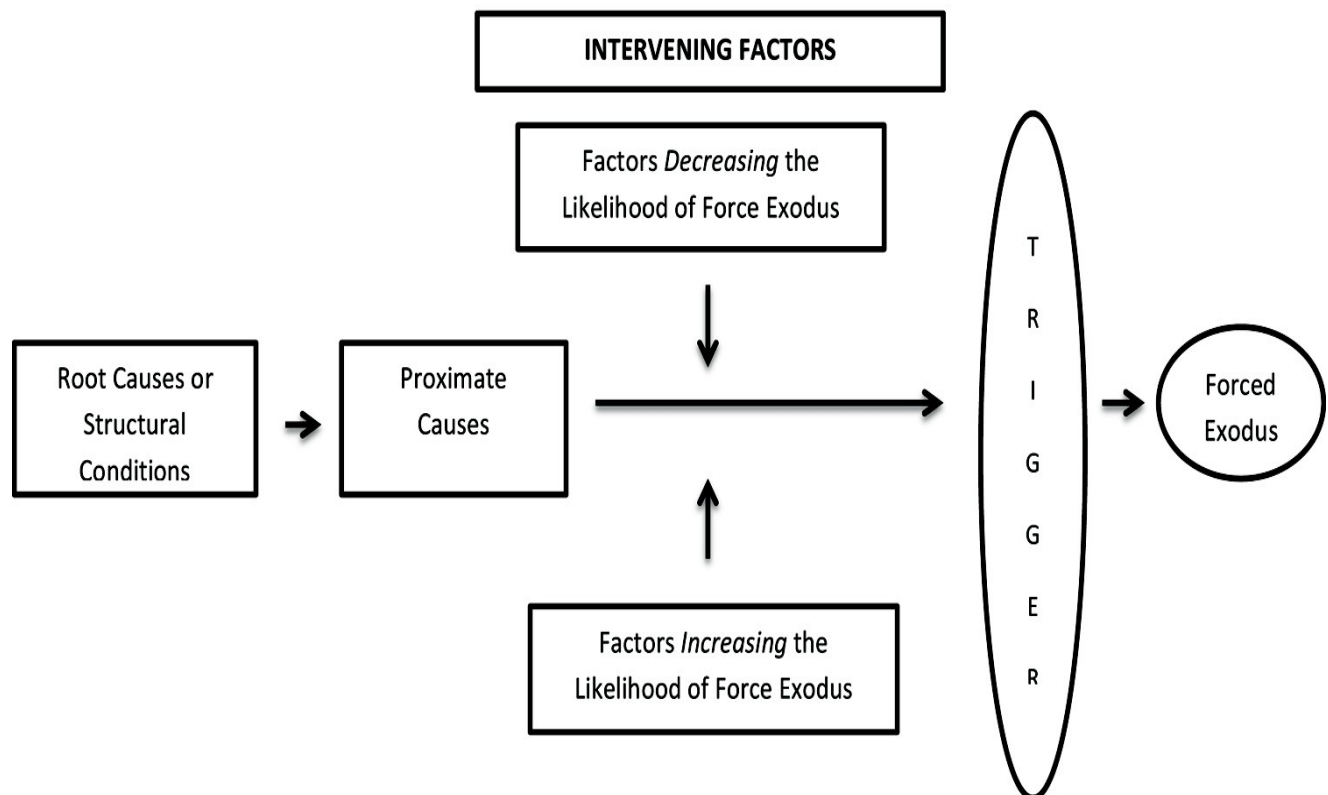 INTERVENING FACTORS
Factors Decreasing the
Likelihood of Force Exodus
Root Causes or
Structural
Conditions
Proximate
Causes
Factors Increasing the
Likelihood of Force Exodus
T
R
I
G
G
E
R
Forced
Exodus